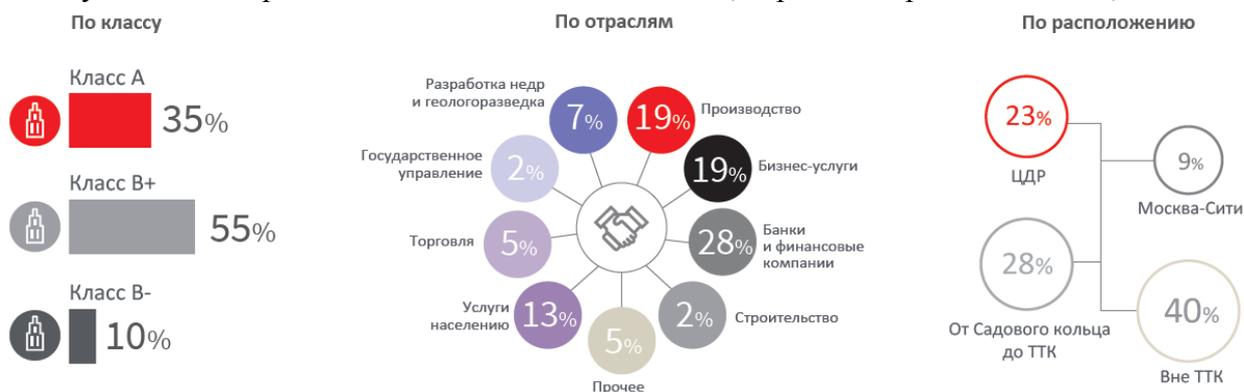 По классу
Класс А
35%
Класс В+
55%
Класс В-
10%
По отраслям
Разработка недр
и геологоразведка
7%
19%
Производство
Государственное
управление
2%
19%
Бизнес-услуги
Торговля
5%
28%
Банки
и финансовые
компании
Услуги
населению
13%
2%
Строительство
5%
Прочее
По расположению
23%
ЦДР
9%
Москва-Сити
28%
От Садового кольца
до ТТК
40%
Вне ТТК